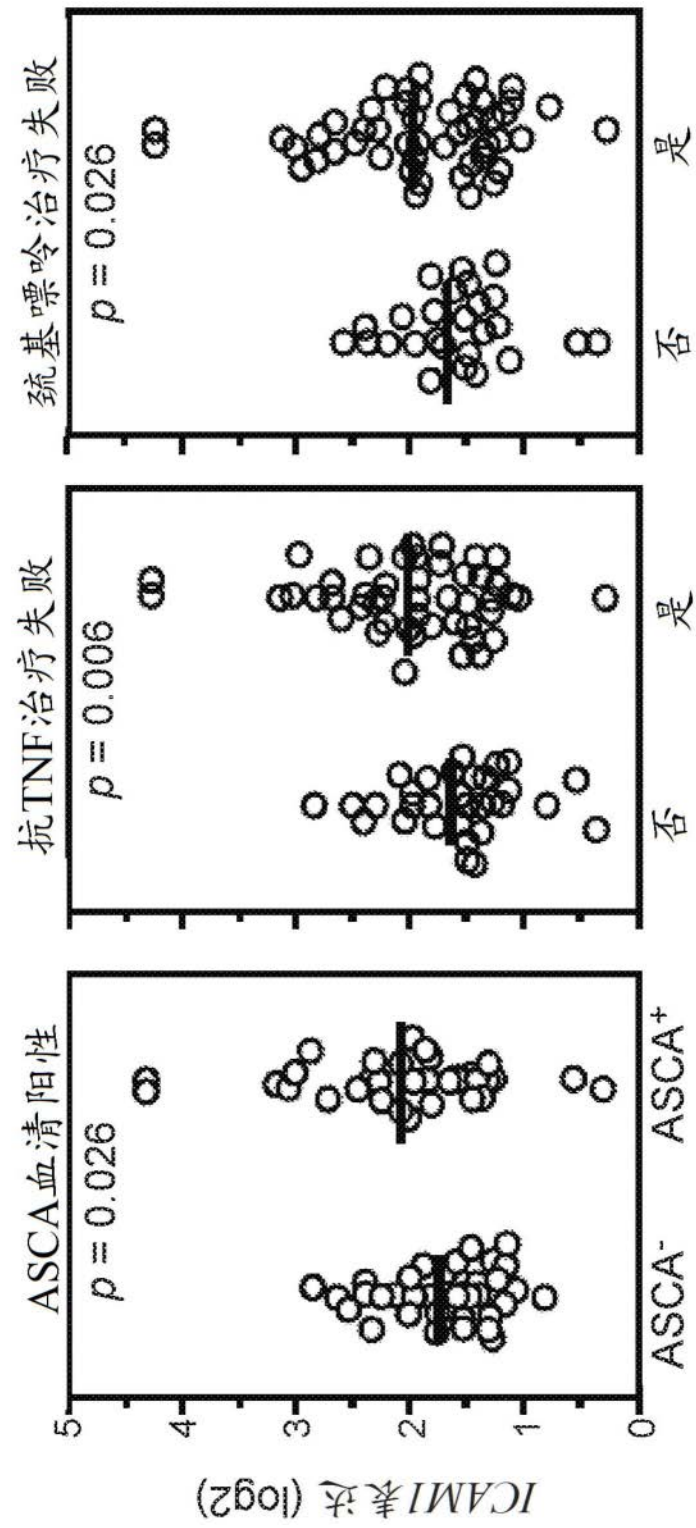 ICAM1表达 (log2)
5
4
3
2
1
0
ASCA血清阳性
p = 0.026
ASCA-
ASCA+
抗TNF治疗失败
p = 0.006
否
是
巯基嘌呤治疗失败
p = 0.026
否
是